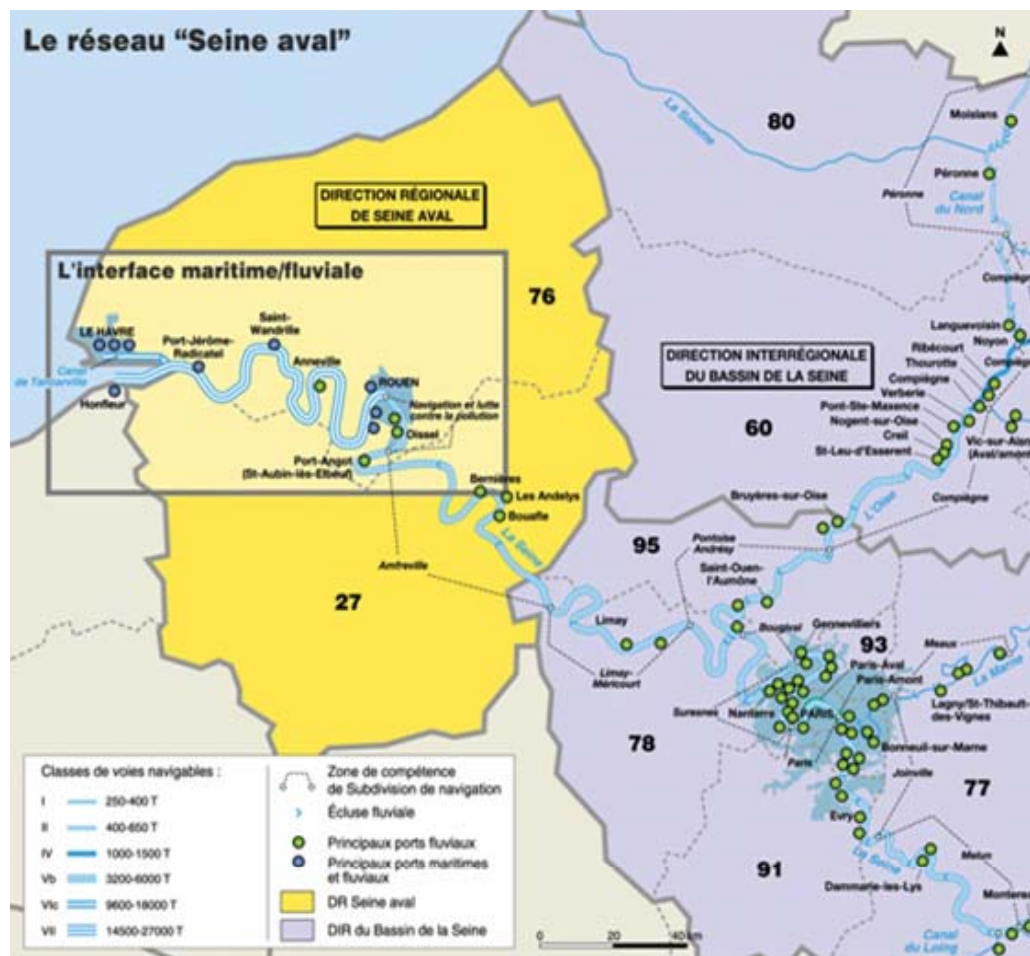 Le réseau "Seine aval"
N
80
La Somme
Moislans
Péronne
Péronne
Canal
du Nord
DIRECTION RÉGIONALE
DE SEINE AVAL
L'interface maritime/fluviale
76
Compiègne
Saint-
Wandrille
LE HAVRE
Port-Jérôme-
Radicatel
Anneville
ROUEN
Canal
de Tancarville
Honfleur
Navigation et lutte
contre la pollution
Oissel
Port-Angot
(St-Aubin-lès-Elbeuf)
Languevoisin
Noyon
Ribécourt
Thourotte
Compiègne
DIRECTION INTERRÉGIONALE
DU BASSIN DE LA SEINE
Compiègne
Verberie
Pont-Ste-Maxence
Nogent-sur-Oise
60
Creil
St-Leu-d'Esserent
Vic-sur-Aisn
(Aval/amont
Bernières
Les Andelys
Bouafle
La Seine
Bruyères-sur-Oise
L'Oise
Compiègne
95
Pontoise
Andrésy
Amfreville
Saint-Ouen-
l'Aumône
27
Limay
Bougival
Gennevilliers
93
Meaux
La Marne
Limay-
Méricourt
Paris-Aval
Paris-Amont
Lagny/St-Thibault-
des-Vignes
Suresnes
Nanterre
PARIS
78
Bonneuil-sur-Marne
Paris
Joinville
77
Evry
La Seine
Melun
91
Dammarie-les-Lys
Monterea
Canal
du Loing
Classes de voies navigables :
I 250-400 T
II 400-650 T
IV 1000-1500 T
Vb 3200-6000 T
VIc 9600-18000 T
VII 14500-27000 T
Zone de compétence
de Subdivision de navigation
Écluse fluviale
Principaux ports fluviaux
Principaux ports maritimes
et fluviaux
DR Seine aval
DIR du Bassin de la Seine
0 20 40 km